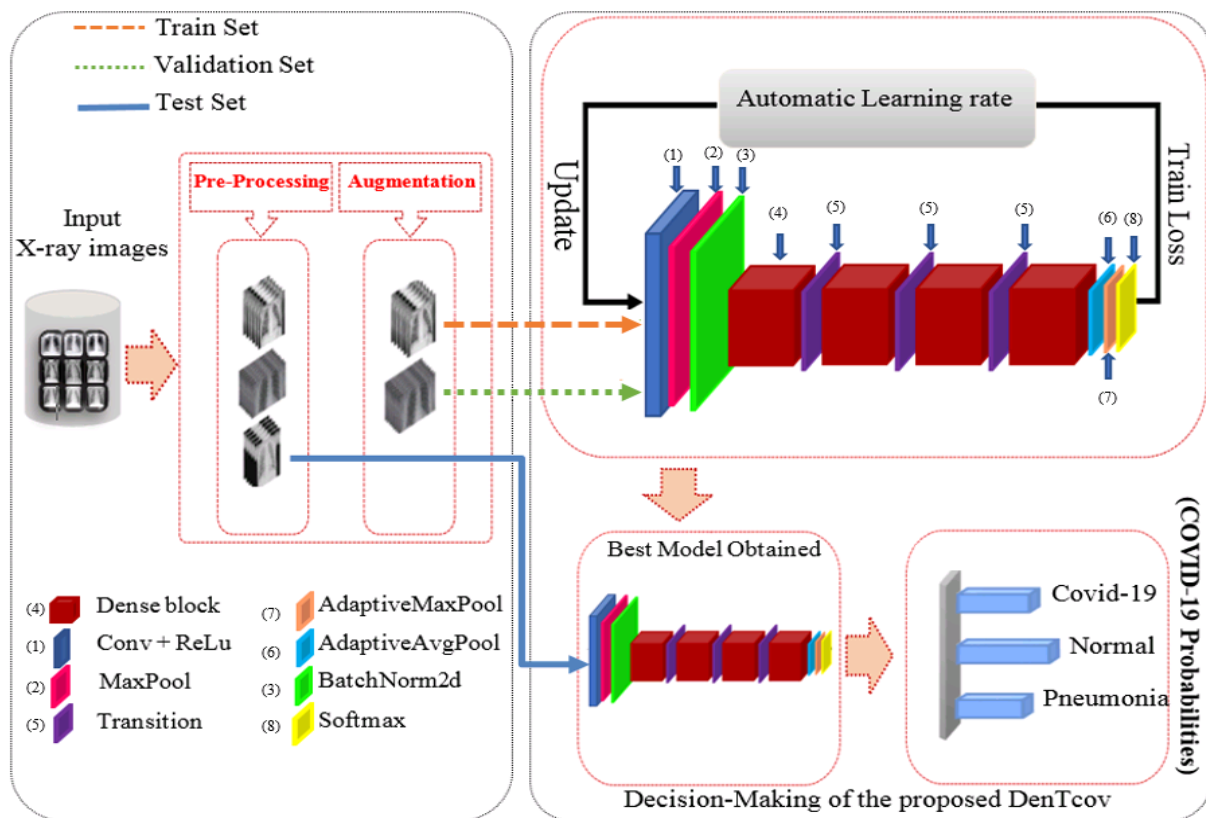 Train Set
Validation Set
Test Set
Input
X-ray images
Pre-Processing
Augmentation
(4) Dense block
(1) Conv + ReLu
(2) MaxPool
(5) Transition
(7) AdaptiveMaxPool
(6) AdaptiveAvgPool
(3) BatchNorm2d
(8) Softmax
Automatic Learning rate
Update
Train Loss
(1)
(2)
(3)
(4)
(5)
(5)
(5)
(6)
(8)
(7)
Best Model Obtained
Covid-19
Normal
Pneumonia
(COVID-19 Probabilities)
Decision-Making of the proposed DenTcov